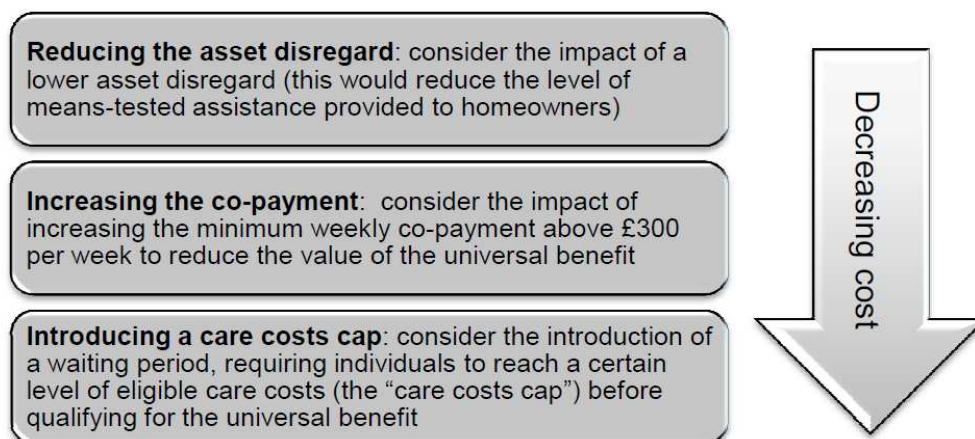 Reducing the asset disregard: consider the impact of a
lower asset disregard (this would reduce the level of
means-tested assistance provided to homeowners)
Increasing the co-payment: consider the impact of
increasing the minimum weekly co-payment above £300
per week to reduce the value of the universal benefit
Introducing a care costs cap: consider the introduction of
a waiting period, requiring individuals to reach a certain
level of eligible care costs (the “care costs cap”) before
qualifying for the universal benefit
Decreasing cost